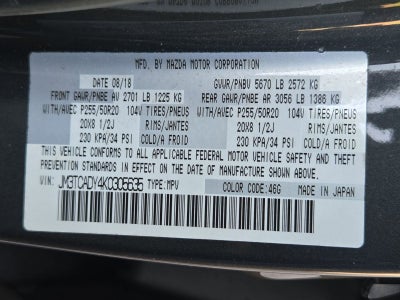 MFD. BY MAZDA MOTOR CORPORATION
DATE 08/18 GVWR/PNBV 5670 LB 2572 KG
FRONT GAWR/PNBE AV 2701 LB 1225 KG REAR GAWR/PNBE AR 3056 LB 1386 KG
WITH/AVEC P255/50R20 104V TIRES/PNEUS WITH/AVEC P255/50R20 104V TIRES/PNEUS
20X8 1/2J RIMS/JANTES 20X8 1/2J RIMS/JANTES
230 KPA/34 PSI COLD/A FROID 230 KPA/34 PSI COLD/A FROID
THIS VEHICLE CONFORMS TO ALL APPLICABLE FEDERAL MOTOR VEHICLE SAFETY AND THEFT
PREVENTION STANDARDS IN EFFECT ON THE DATE OF MANUFACTURE SHOWN ABOVE.
VIN: JM3TCADY4K0305635 TYPE:MPV COLOR CODE:46G MADE IN JAPAN